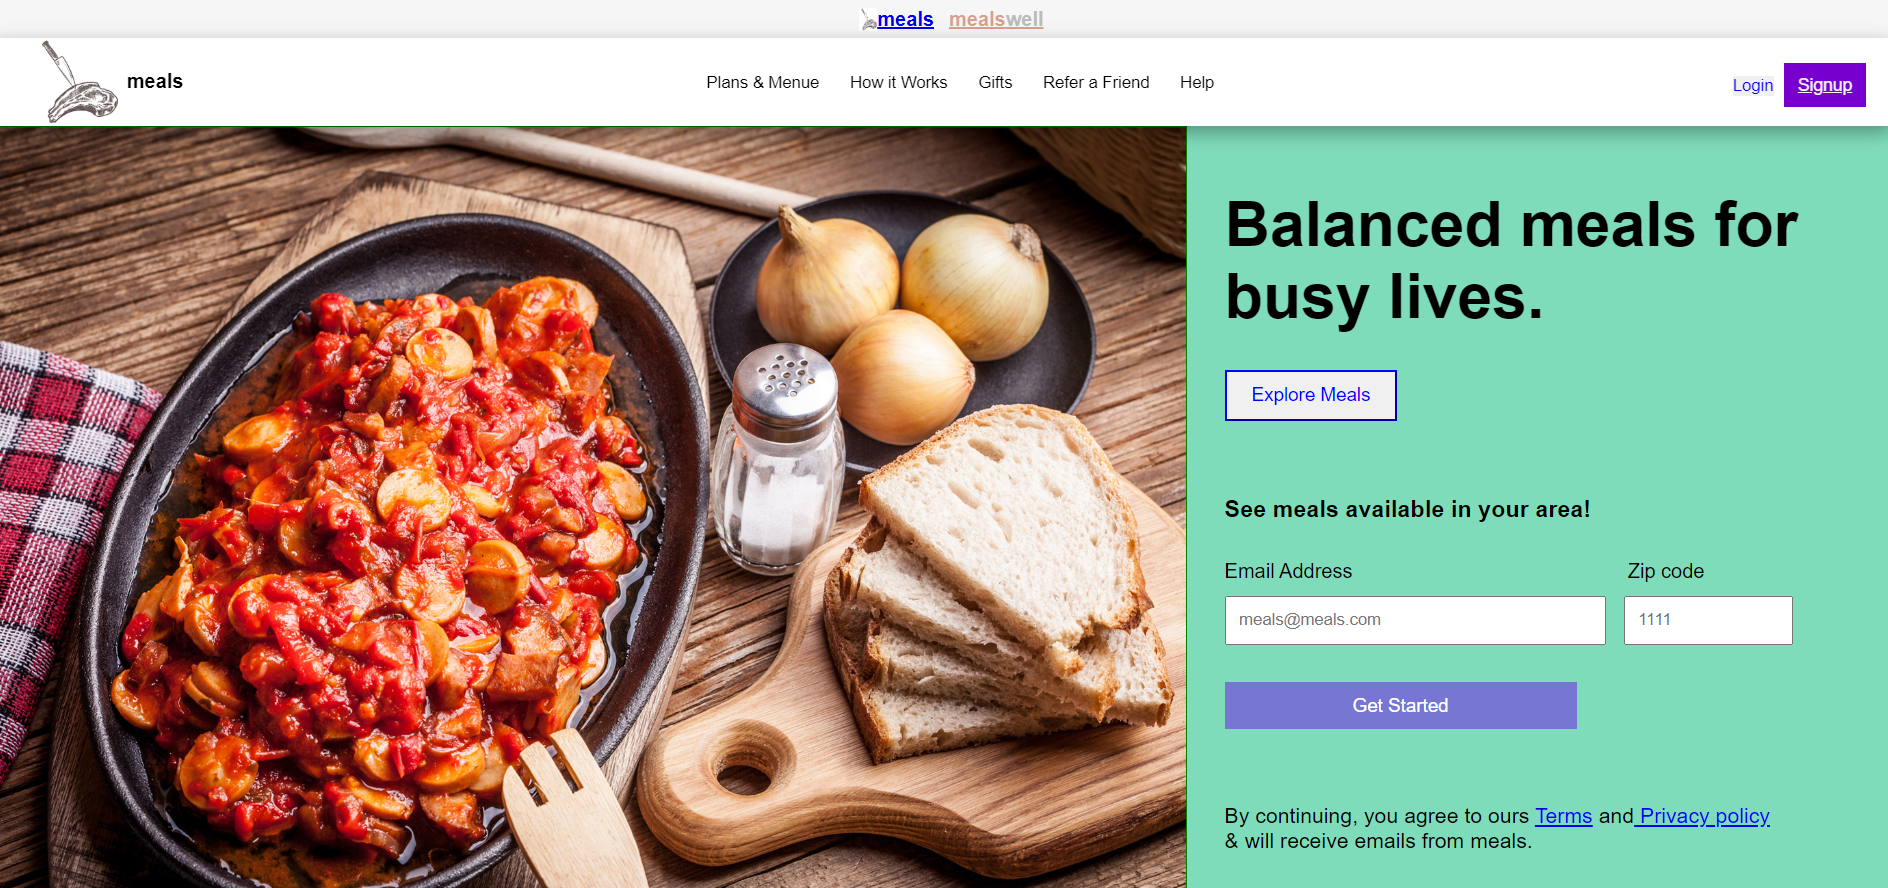 meals mealswell
meals
Plans & Menue How it Works Gifts Refer a Friend Help
Login Signup
Balanced meals for
busy lives.
Explore Meals
See meals available in your area!
Email Address Zip code
meals@meals.com 1111
Get Started
By continuing, you agree to ours Terms and Privacy policy
& will receive emails from meals.